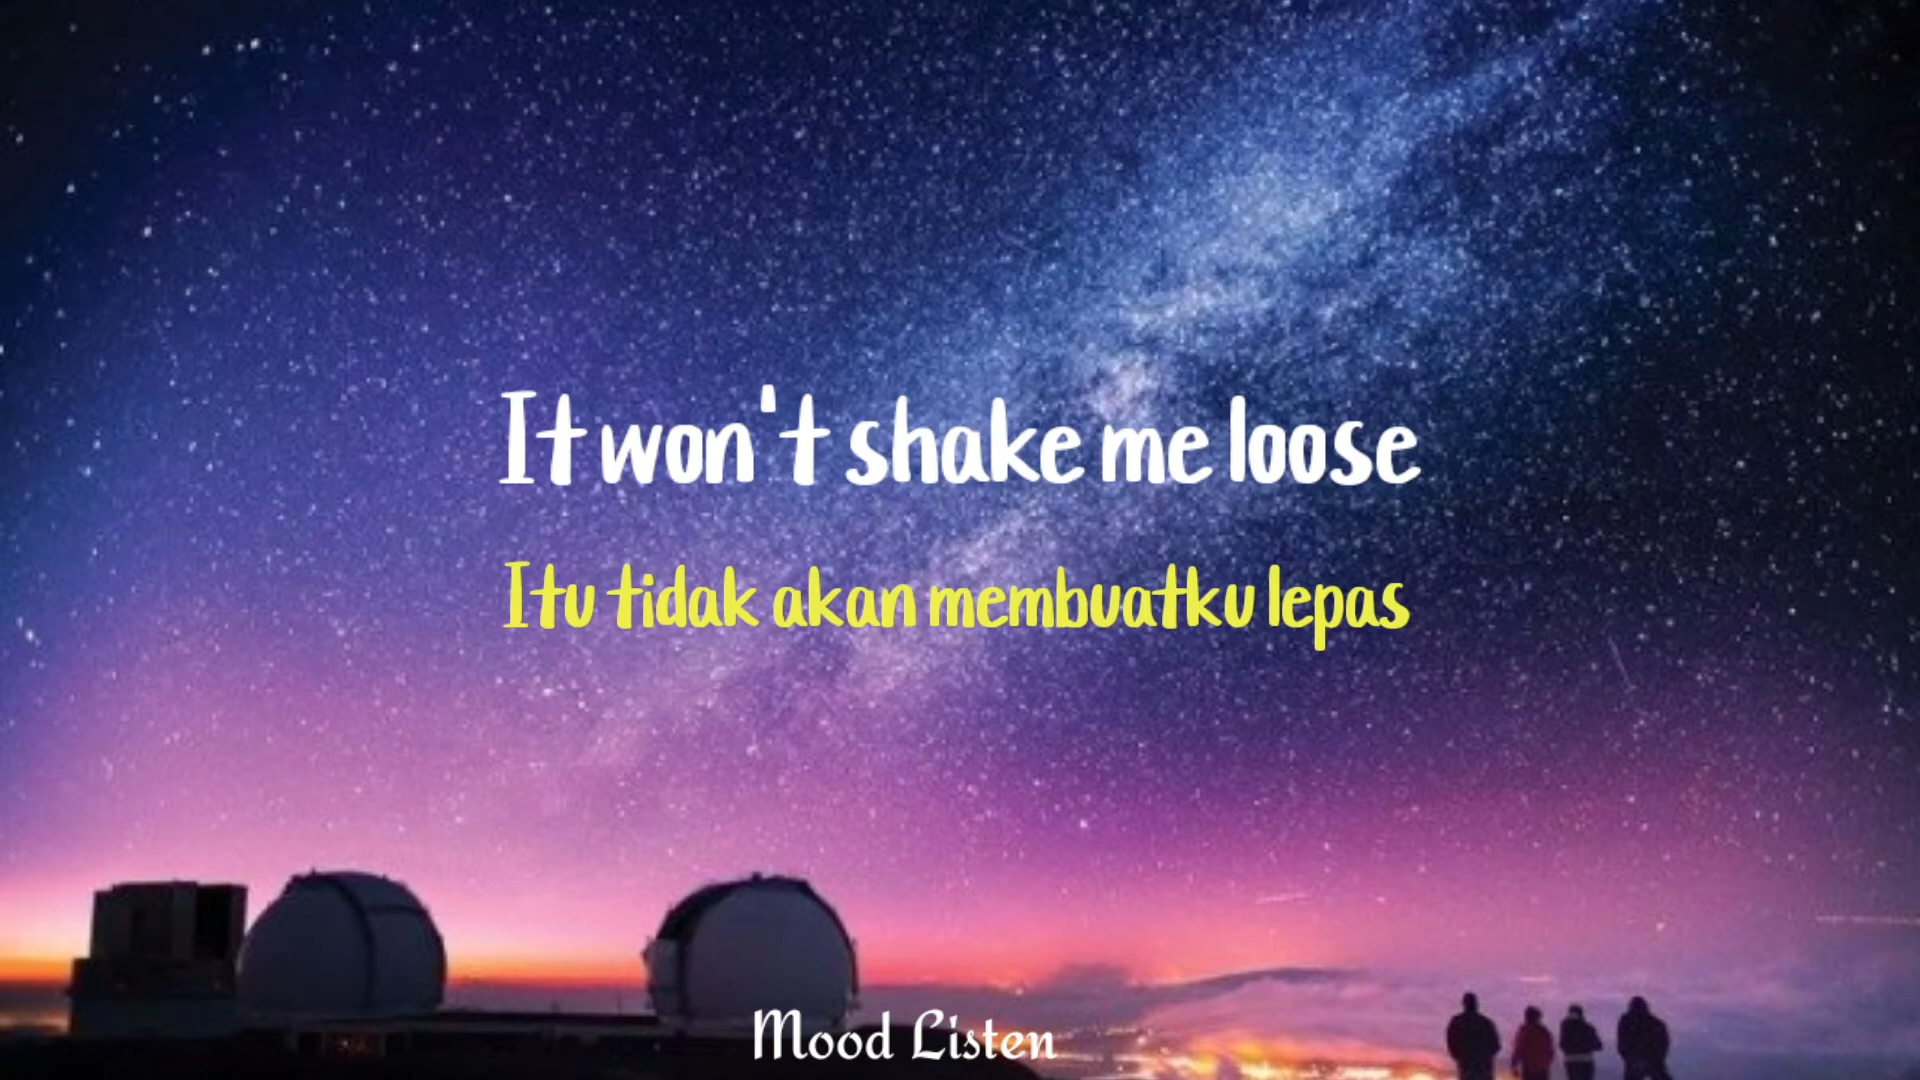 It won't shake me loose
Itu tidak akan membuatku lepas
Mood Listen